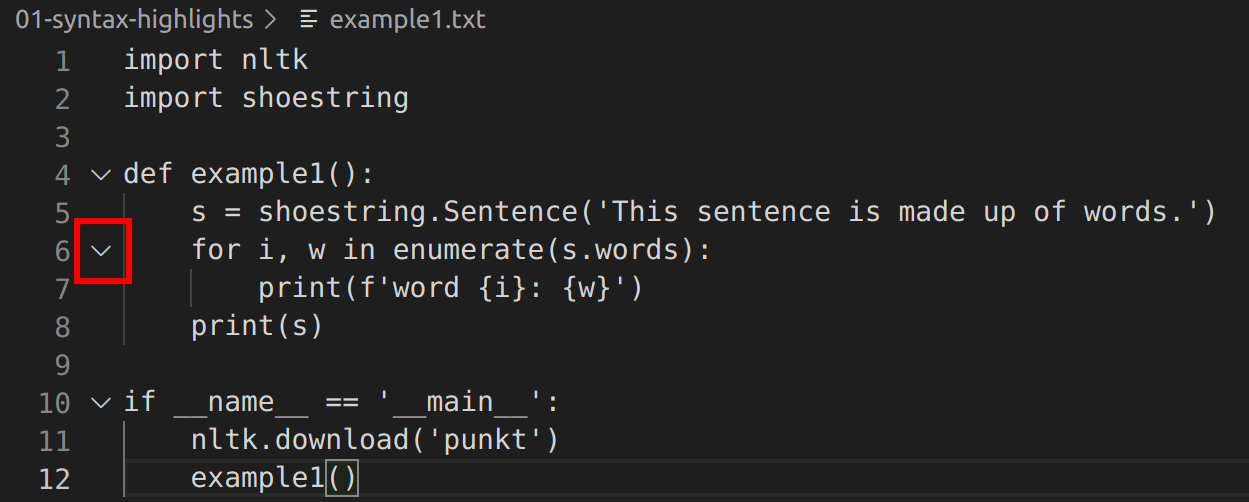 01-syntax-highlights > example1.txt
1 import nltk
2 import shoestring
3
4 def example1():
5     s = shoestring.Sentence('This sentence is made up of words.')
6     for i, w in enumerate(s.words):
7         print(f'word {i}: {w}')
8     print(s)
9
10 if __name__ == '__main__':
11     nltk.download('punkt')
12     example1()